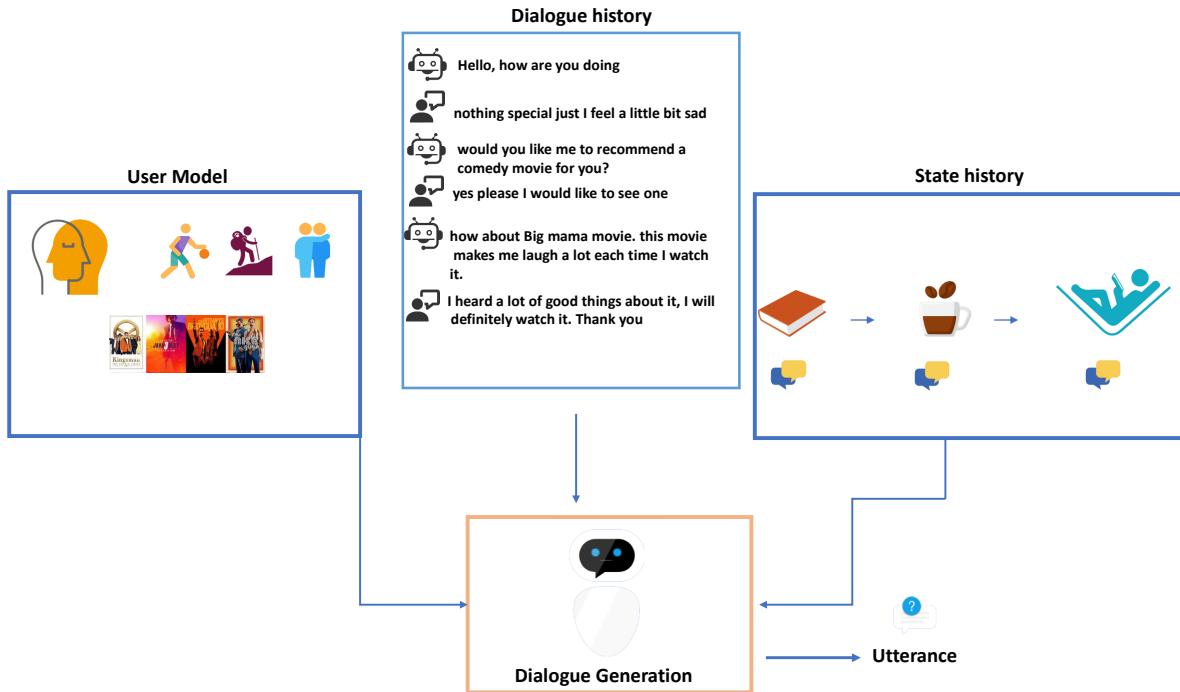 Dialogue history
Hello, how are you doing
nothing special just I feel a little bit sad
would you like me to recommend a
comedy movie for you?
yes please I would like to see one
how about Big mama movie. this movie
makes me laugh a lot each time I watch
it.
I heard a lot of good things about it, I will
definitely watch it. Thank you
User Model
Kingsman
State history
?
Dialogue Generation
Utterance